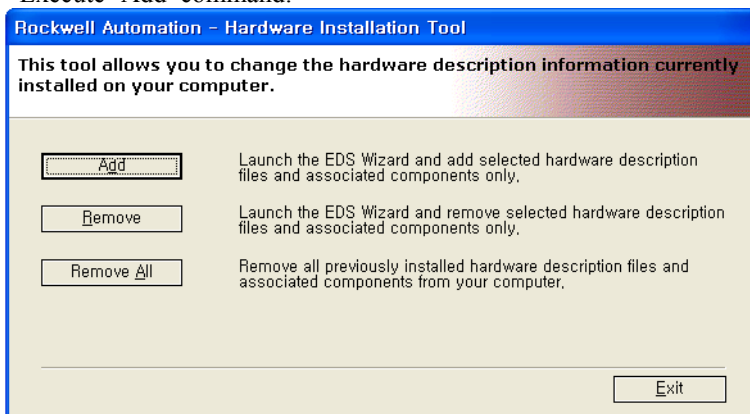 Execute "Add" command.
Rockwell Automation - Hardware Installation Tool
This tool allows you to change the hardware description information currently
installed on your computer.
Add
Launch the EDS Wizard and add selected hardware description
files and associated components only.
Remove
Launch the EDS Wizard and remove selected hardware description
files and associated components only.
Remove All
Remove all previously installed hardware description files and
associated components from your computer.
Exit